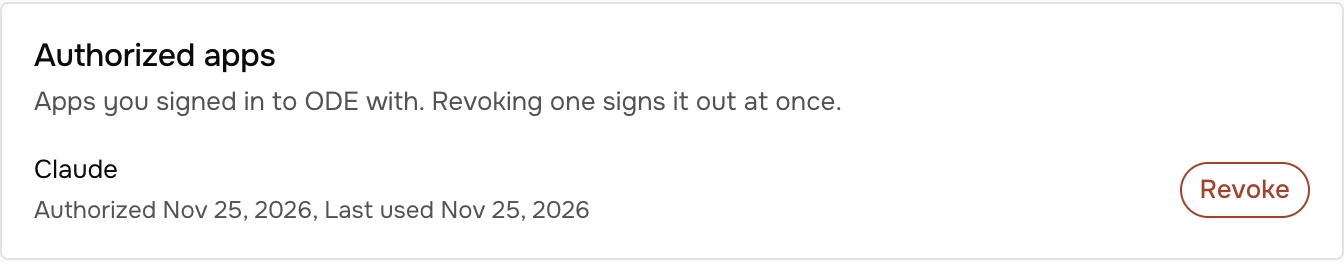 Authorized apps
Apps you signed in to ODE with. Revoking one signs it out at once.
Claude
Authorized Nov 25, 2026, Last used Nov 25, 2026
Revoke